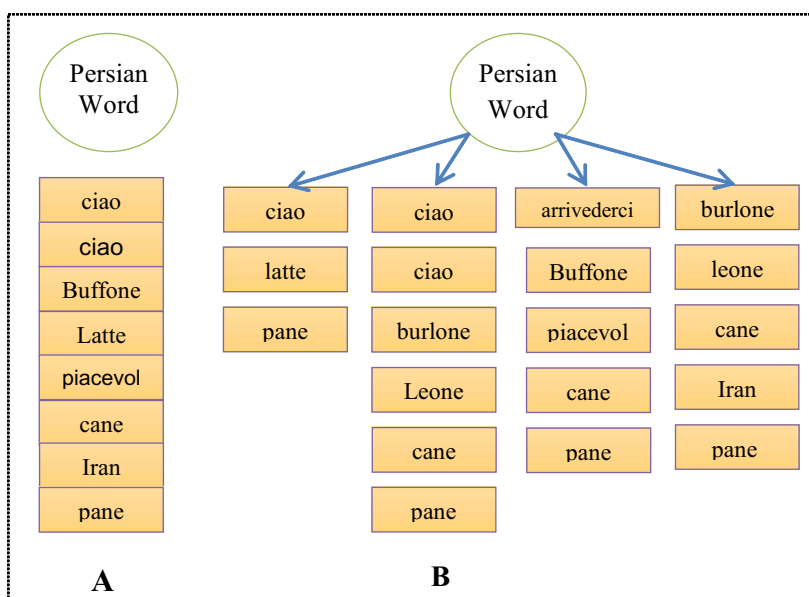 Persian
Word
ciao
ciao
Buffone
Latte
piacevol
cane
Iran
pane
A
Persian
Word
ciao
latte
pane
ciao
ciao
burlone
Leone
cane
pane
arrivederci
Buffone
piacevol
cane
pane
burlone
leone
cane
Iran
pane
B